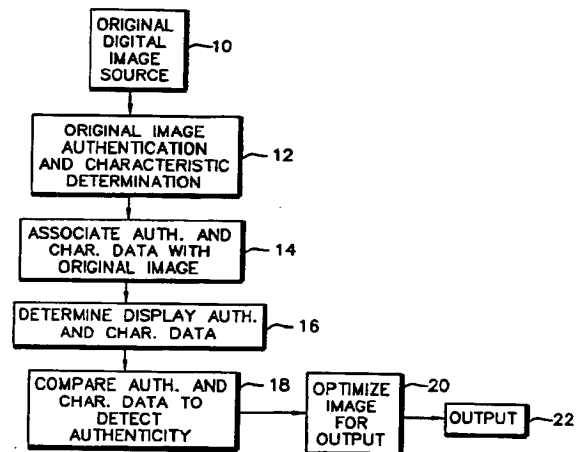 ORIGINAL
DIGITAL
IMAGE
SOURCE
10
ORIGINAL IMAGE
AUTHENTICATION
AND CHARACTERISTIC
DETERMINATION
12
ASSOCIATE AUTH. AND
CHAR. DATA WITH
ORIGINAL IMAGE
14
DETERMINE DISPLAY AUTH.
AND CHAR. DATA
16
COMPARE AUTH. AND
CHAR. DATA TO
DETECT
AUTHENTICITY
18
OPTIMIZE
IMAGE
FOR
OUTPUT
20
OUTPUT
22